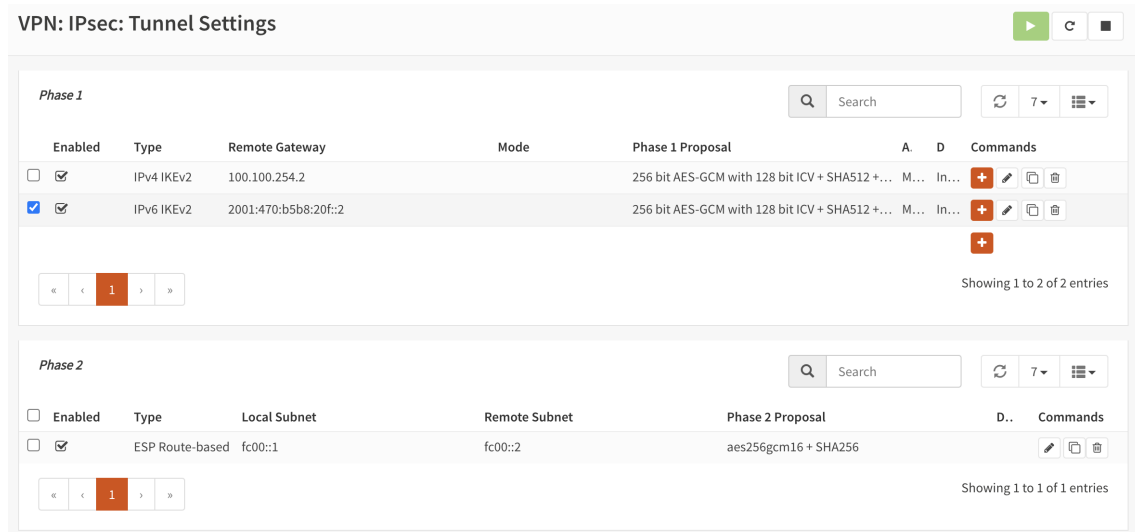 VPN: IPsec: Tunnel Settings
Phase 1
Search
7
Enabled Type Remote Gateway Mode Phase 1 Proposal A. D Commands
IPv4 IKEv2 100.100.254.2 256 bit AES-GCM with 128 bit ICV + SHA512 +... M... In...
IPv6 IKEv2 2001:470:b5b8:20f::2 256 bit AES-GCM with 128 bit ICV + SHA512 +... M... In...
« ‹ 1 › »
Showing 1 to 2 of 2 entries
Phase 2
Search
7
Enabled Type Local Subnet Remote Subnet Phase 2 Proposal D.. Commands
ESP Route-based fc00::1 fc00::2 aes256gcm16 + SHA256
« ‹ 1 › »
Showing 1 to 1 of 1 entries